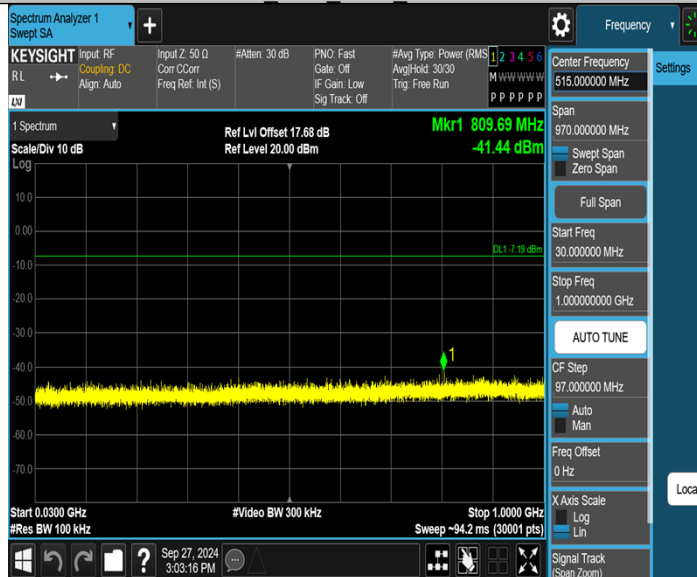 Spectrum Analyzer 1
Swept SA
Frequency
KEYSIGHT
RL
LXI
Input: RF
Coupling: DC
Align: Auto
Input Z: 50 Ω
Corr CCorr
Freq Ref: Int (S)
#Atten: 30 dB
PNO: Fast
Gate: Off
IF Gain: Low
Sig Track: Off
#Avg Type: Power (RMS
Avg|Hold: 30/30
Trig: Free Run
1 2 3 4 5 6
M W W W W W
P P P P P P
Center Frequency
515.000000 MHz
Settings
Span
970.000000 MHz
Swept Span
Zero Span
Full Span
Start Freq
30.000000 MHz
Stop Freq
1.000000000 GHz
AUTO TUNE
CF Step
97.000000 MHz
Auto
Man
Freq Offset
0 Hz
X Axis Scale
Log
Lin
Signal Track
(Span Zoom)
Loca
1 Spectrum
Scale/Div 10 dB
Log
Ref Lvl Offset 17.68 dB
Ref Level 20.00 dBm
Mkr1 809.69 MHz
-41.44 dBm
10.0
0.00
DL1 -7.19 dBm
-10.0
-20.0
-30.0
1
-40.0
-50.0
-60.0
-70.0
Start 0.0300 GHz
#Res BW 100 kHz
#Video BW 300 kHz
Stop 1.0000 GHz
Sweep ~94.2 ms (30001 pts)
?
Sep 27, 2024
3:03:16 PM